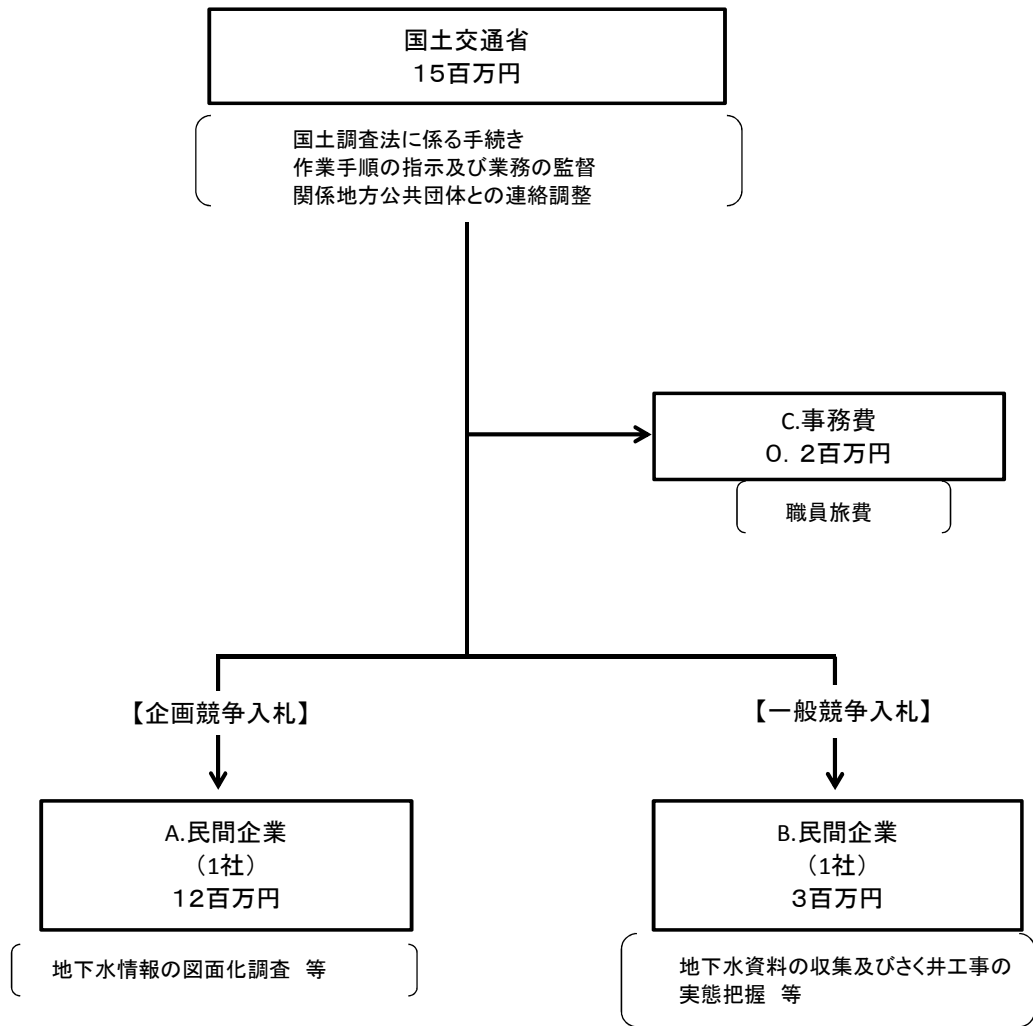 国土交通省
１５百万円
国土調査法に係る手続き
作業手順の指示及び業務の監督
関係地方公共団体との連絡調整
C.事務費
０．２百万円
職員旅費
【企画競争入札】
【一般競争入札】
A.民間企業
（1社）
１２百万円
地下水情報の図面化調査　等
B.民間企業
（1社）
３百万円
地下水資料の収集及びさく井工事の
実態把握　等